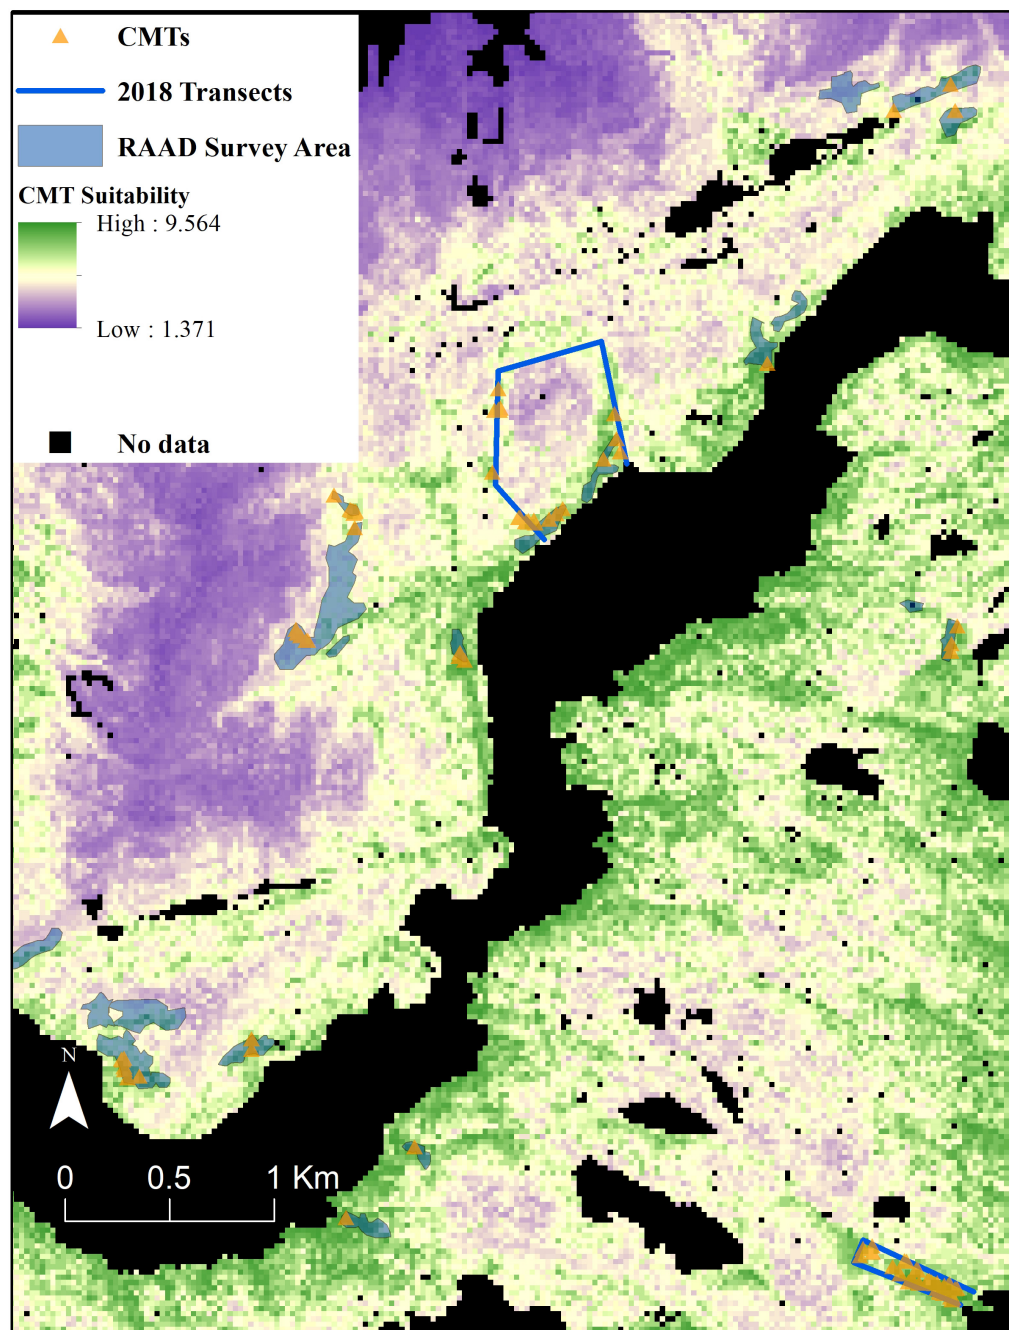 CMTs
2018 Transects
RAAD Survey Area
CMT Suitability
High : 9.564
Low : 1.371
No data
N
0 0.5 1 Km